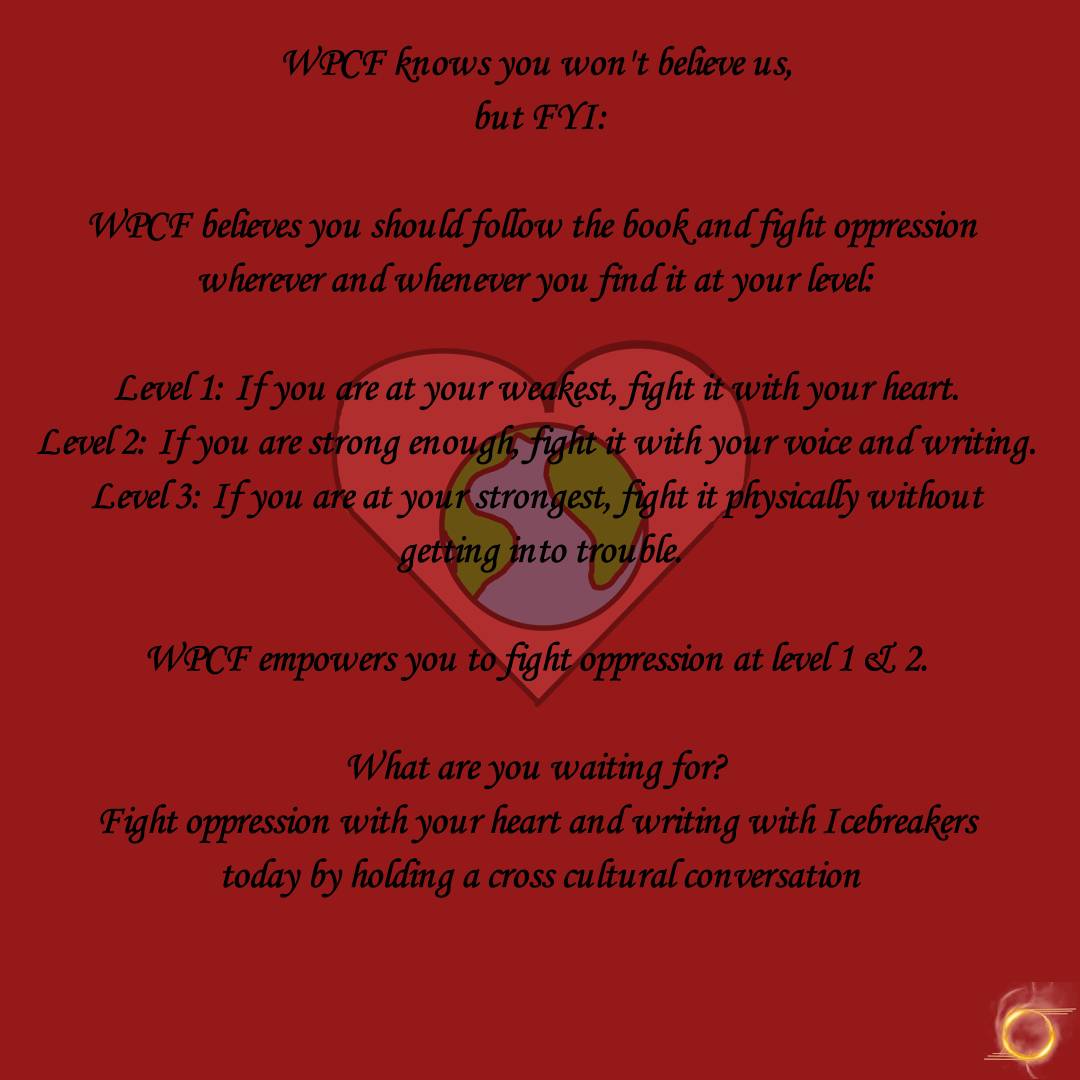 WPCF knows you won't believe us,
but FYI:
WPCF believes you should follow the book and fight oppression
wherever and whenever you find it at your level:
Level 1: If you are at your weakest, fight it with your heart.
Level 2: If you are strong enough, fight it with your voice and writing.
Level 3: If you are at your strongest, fight it physically without
getting into trouble.
WPCF empowers you to fight oppression at level 1 & 2.
What are you waiting for?
Fight oppression with your heart and writing with Icebreakers
today by holding a cross cultural conversation